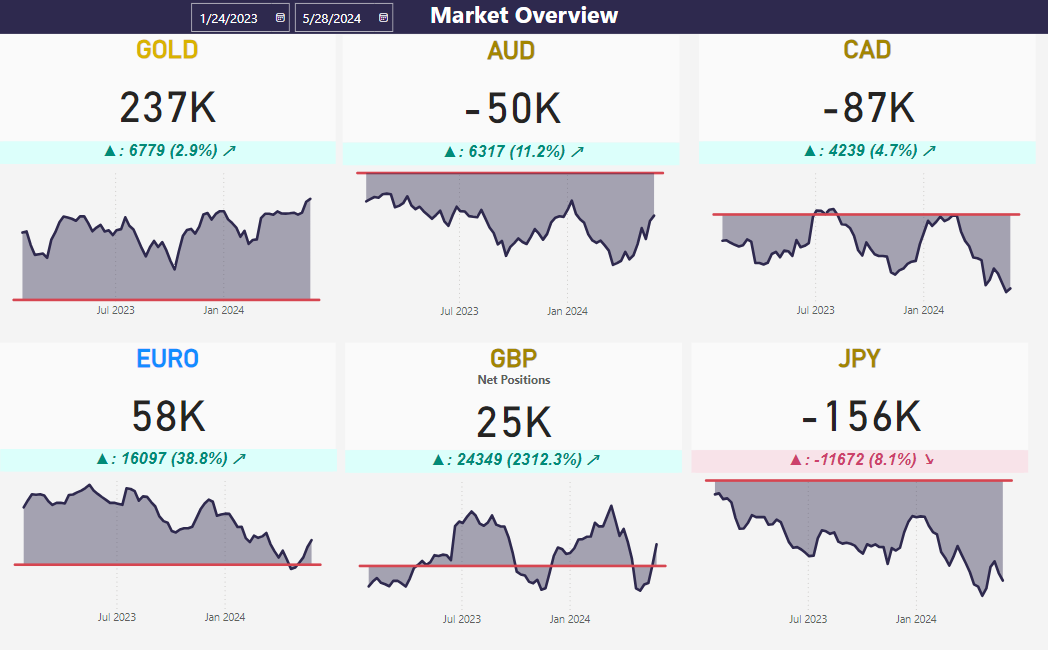 1/24/2023 5/28/2024 Market Overview
GOLD
237K
▲: 6779 (2.9%) ↗
Jul 2023 Jan 2024
AUD
-50K
▲: 6317 (11.2%) ↗
Jul 2023 Jan 2024
CAD
-87K
▲: 4239 (4.7%) ↗
Jul 2023 Jan 2024
EURO
58K
▲: 16097 (38.8%) ↗
Jul 2023 Jan 2024
GBP
Net Positions
25K
▲: 24349 (2312.3%) ↗
Jul 2023 Jan 2024
JPY
-156K
▲: -11672 (8.1%) ↘
Jul 2023 Jan 2024